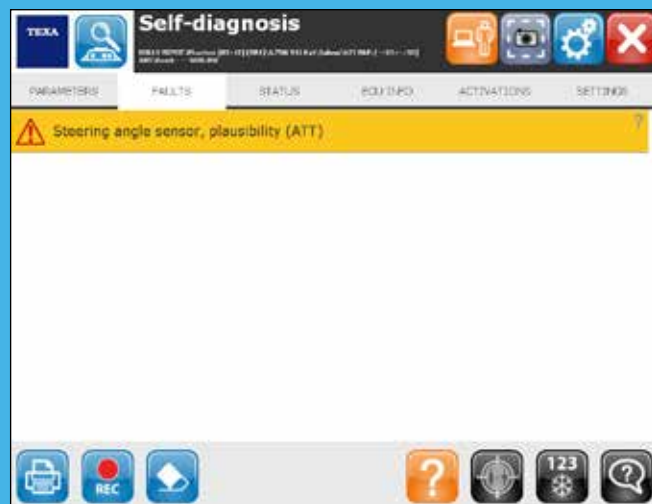 TEXA
Self-diagnosis
PARAMETERS FAULTS STATUS ECU INFO ACTIVATIONS SETTINGS
Steering angle sensor, plausibility (ATT)
?
REC
?
123
?